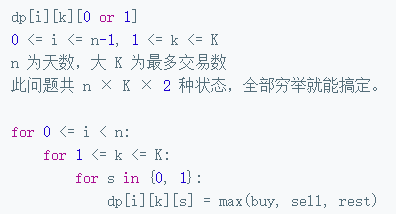 dp[i][k][0 or 1]
0 <= i <= n-1, 1 <= k <= K
n 为天数，大 K 为最多交易数
此问题共 n × K × 2 种状态，全部穷举就能搞定。
for 0 <= i < n:
    for 1 <= k <= K:
        for s in {0, 1}:
            dp[i][k][s] = max(buy, sell, rest)